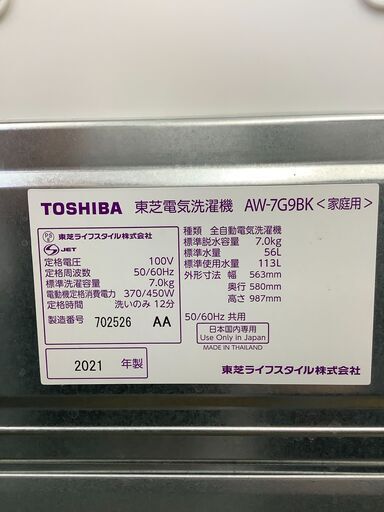 TOSHIBA 東芝電気洗濯機 AW-7G9BK<家庭用>
PS E 東芝ライフスタイル株式会社
S JET
定格電圧 100V
定格周波数 50/60Hz
標準洗濯容量 7.0kg
電動機定格消費電力 370/450W
定格時間 洗いのみ 12分
製造番号 702526 AA
2021 年製
種類 全自動電気洗濯機
標準脱水容量 7.0kg
標準水量 56L
標準使用水量 113L
外形寸法 幅 563mm
奥行 580mm
高さ 987mm
50/60Hz 共用
日本国内専用
Use Only in Japan
MADE IN THAILAND
東芝ライフスタイル株式会社